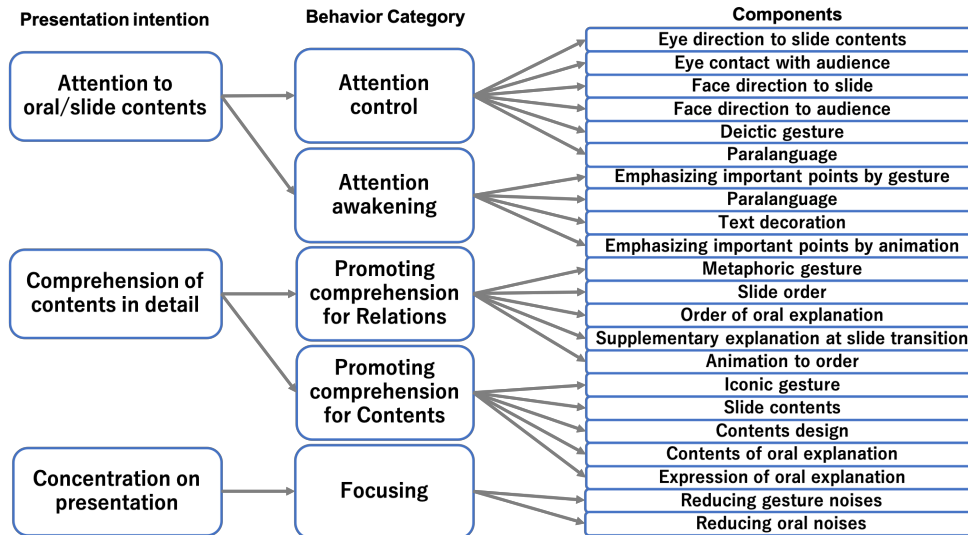 Presentation intention
Behavior Category
Components
Attention to
oral/slide contents
Attention
control
Eye direction to slide contents
Eye contact with audience
Face direction to slide
Face direction to audience
Deictic gesture
Paralanguage
Attention
awakening
Emphasizing important points by gesture
Paralanguage
Text decoration
Emphasizing important points by animation
Comprehension of
contents in detail
Promoting
comprehension
for Relations
Metaphoric gesture
Slide order
Order of oral explanation
Supplementary explanation at slide transition
Animation to order
Promoting
comprehension
for Contents
Iconic gesture
Slide contents
Contents design
Contents of oral explanation
Expression of oral explanation
Concentration on
presentation
Focusing
Reducing gesture noises
Reducing oral noises